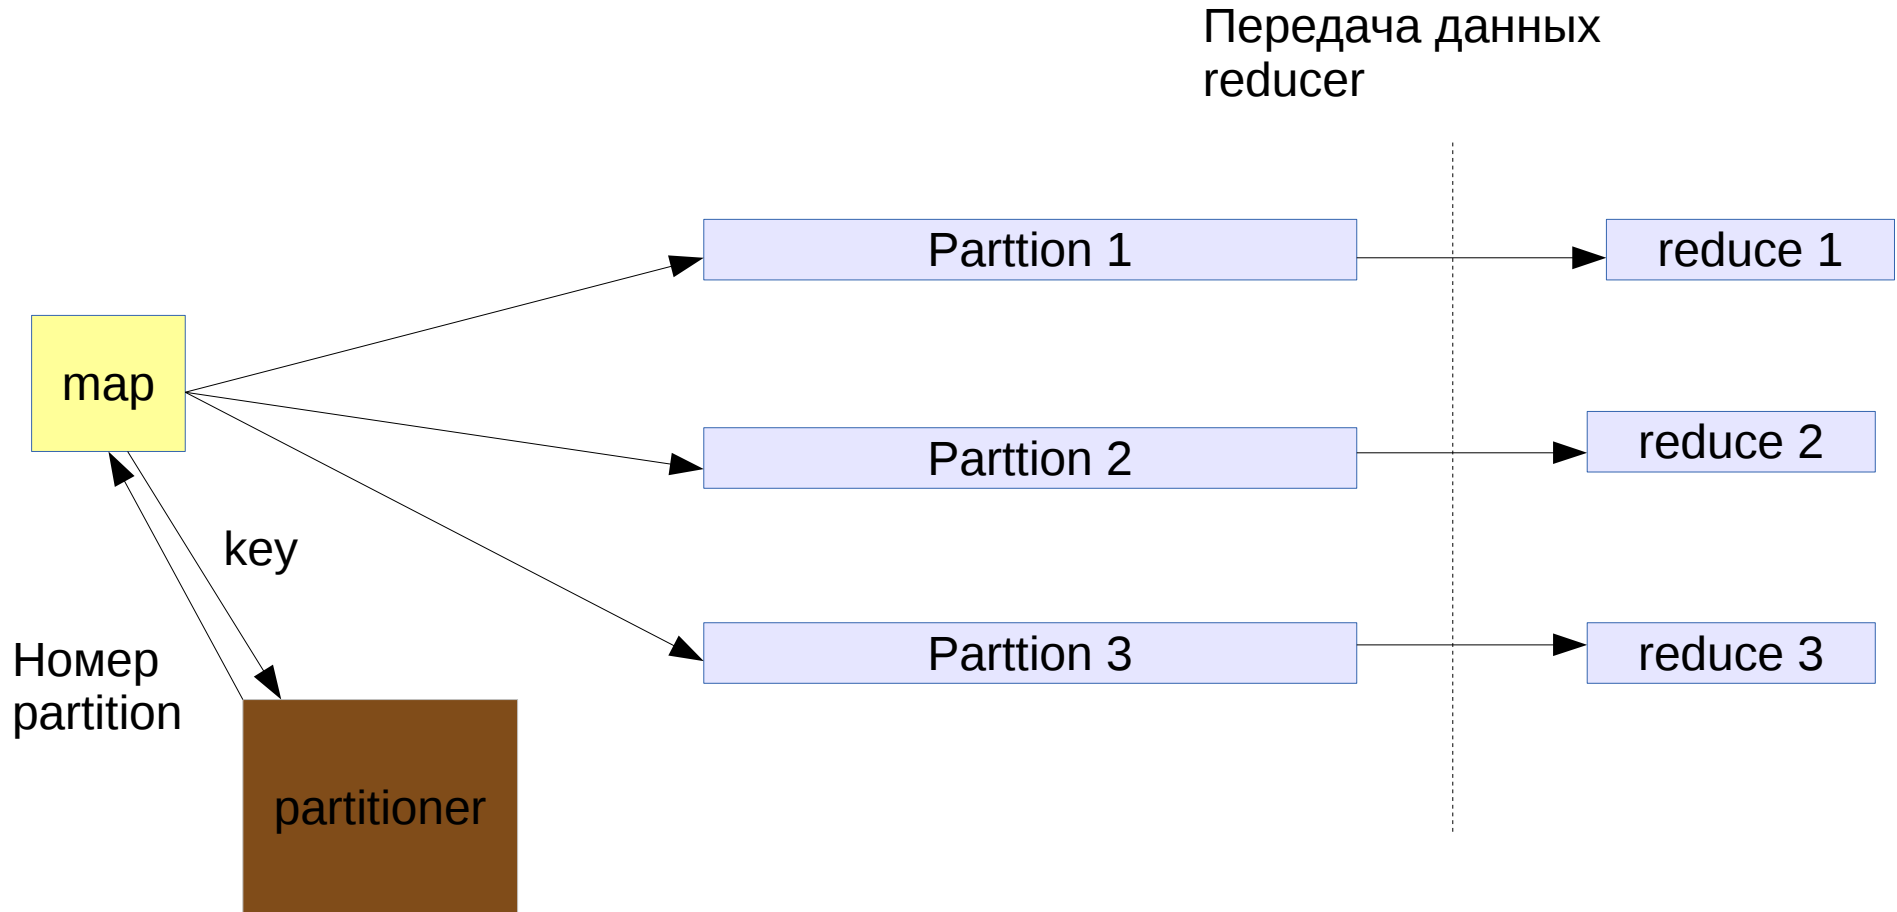 Передача данных
reducer
Parttion 1
reduce 1
map
Parttion 2
reduce 2
key
Номер
partition
Parttion 3
reduce 3
partitioner